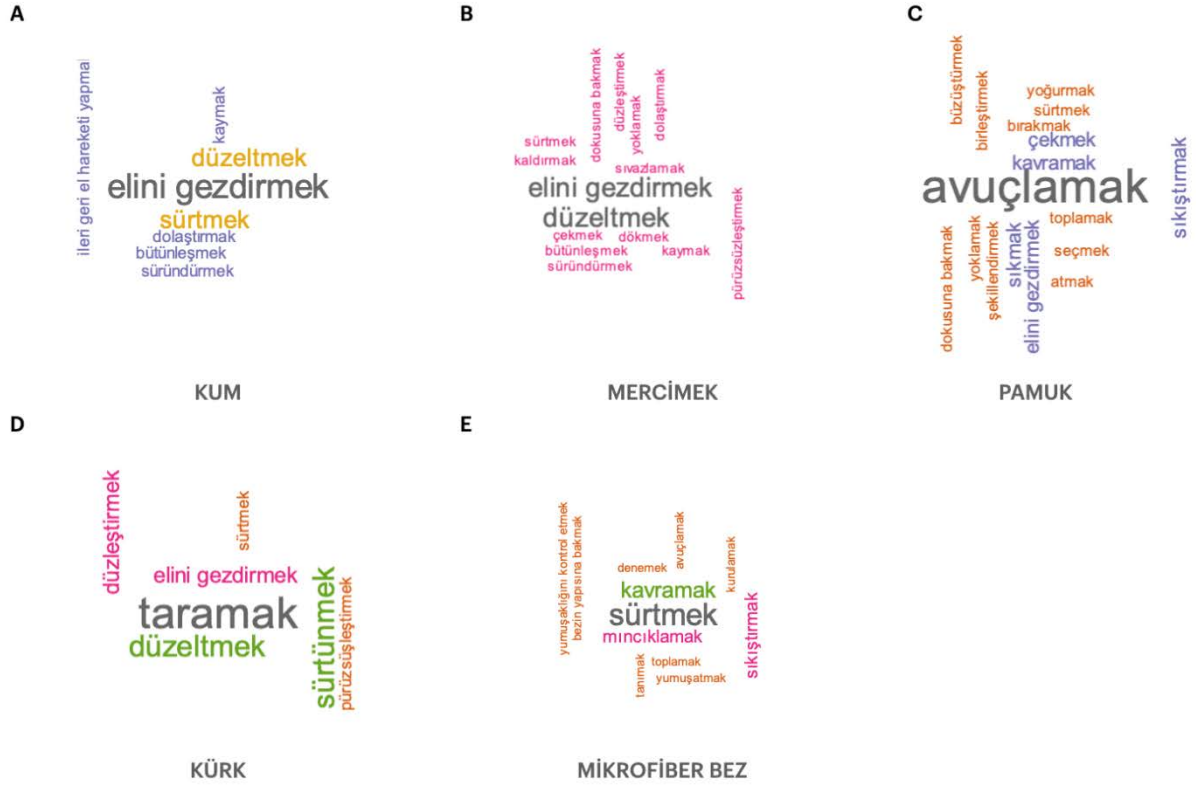 A
ileri geri el hareketi yapma
kaymak
düzeltmek
elini gezdirmek
sürtmek
dolaştırmak
bütünleşmek
süründürmek
KUM
B
dokusuna bakmak
düzleştirmek
yoklamak
dolaştırmak
sürtmek
kaldırmak
sıvazlamak
elini gezdirmek
düzeltmek
çekmek
dökmek
bütünleşmek
kaymak
süründürmek
pürüzsüzleştirmek
MERCİMEK
C
büzüştürmek
birleştirmek
yoğurmak
sürtmek
bırakmak
çekmek
kavramak
avuçlamak
sıkıştırmak
dokusuna bakmak
yoklamak
şekillendirmek
sıkmak
elini gezdirmek
toplamak
seçmek
atmak
PAMUK
D
düzleştirmek
sürtmek
elini gezdirmek
taramak
düzeltmek
sürtünmek
pürüzsüşleştirmek
KÜRK
E
yumuşaklığını kontrol etmek
bezin yapısına bakmak
denemek
avuçlamak
kurulamak
kavramak
sürtmek
mıncıklamak
sıkıştırmak
tanımak
toplamak
yumuşatmak
MİKROFİBER BEZ